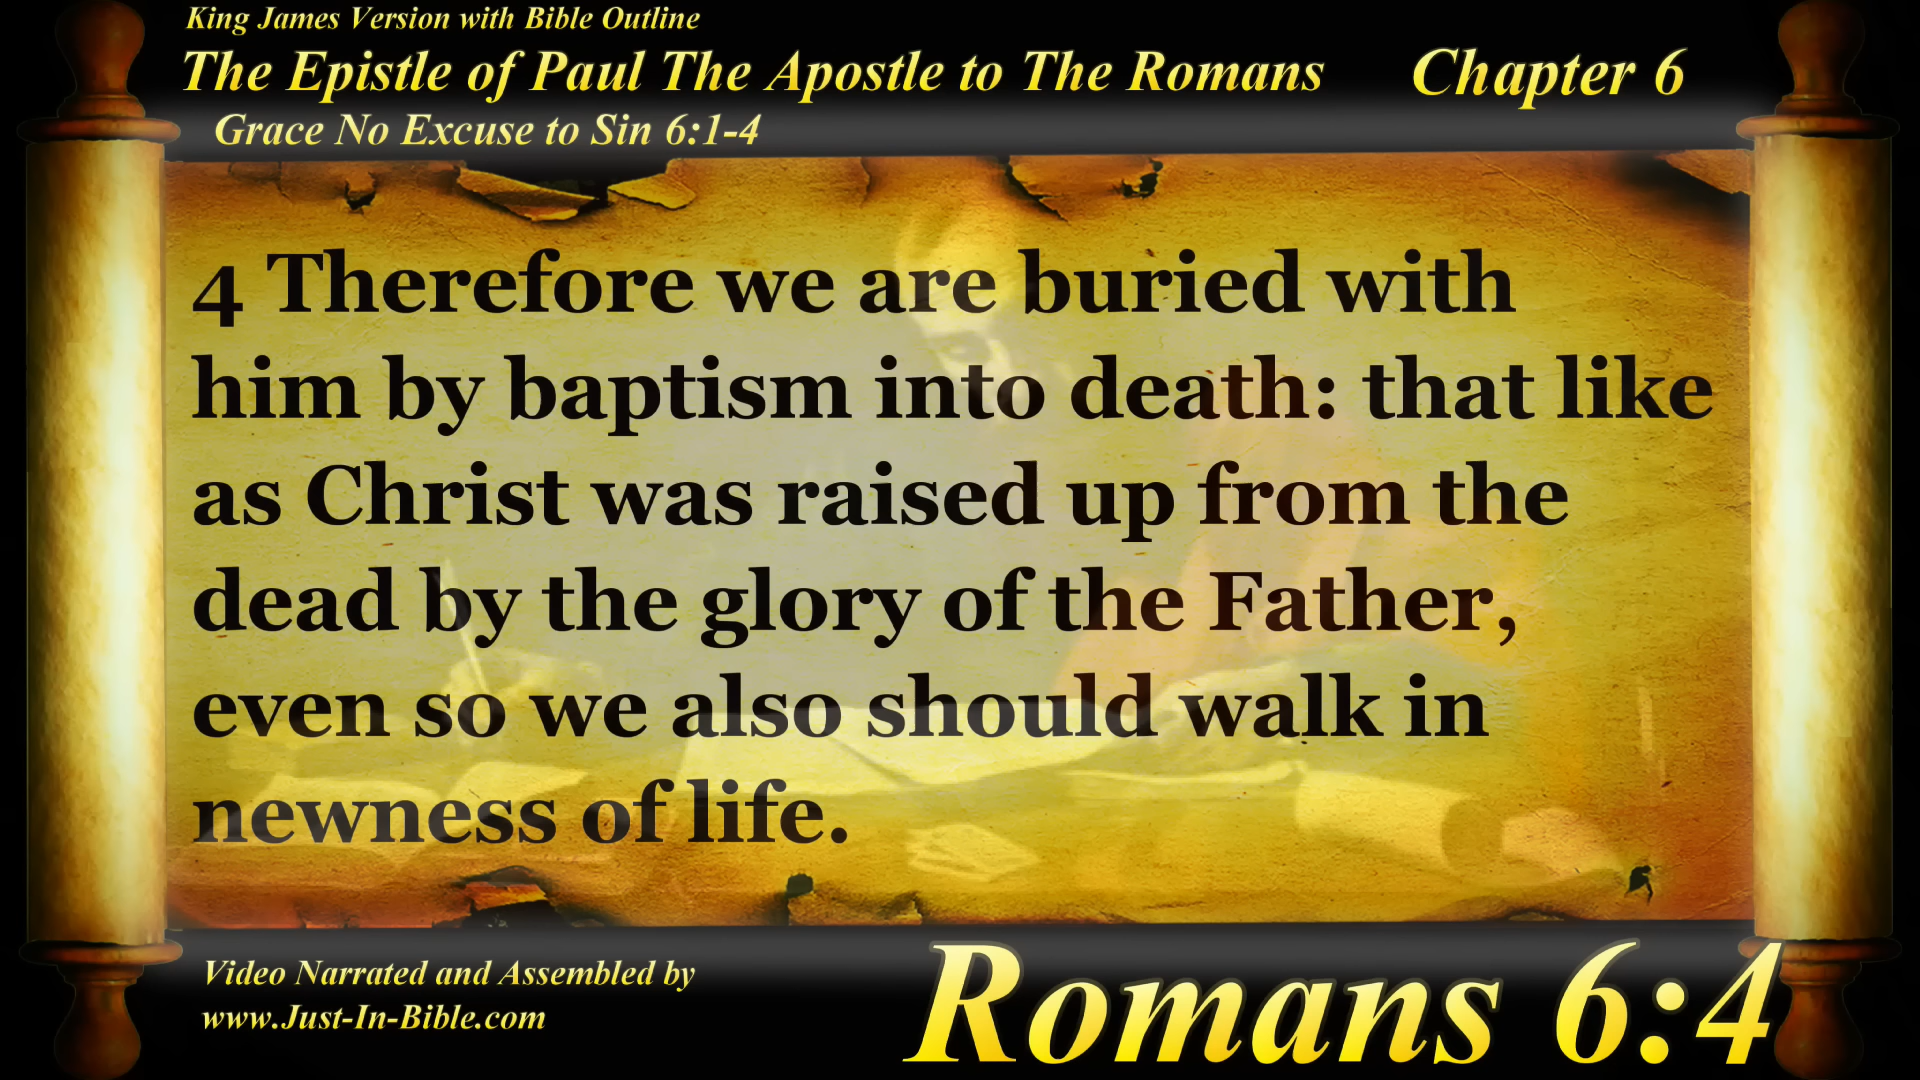 King James Version with Bible Outline
The Epistle of Paul The Apostle to The Romans Chapter 6
Grace No Excuse to Sin 6:1-4
4 Therefore we are buried with
him by baptism into death: that like
as Christ was raised up from the
dead by the glory of the Father,
even so we also should walk in
newness of life.
Video Narrated and Assembled by
www.Just-In-Bible.com
Romans 6:4